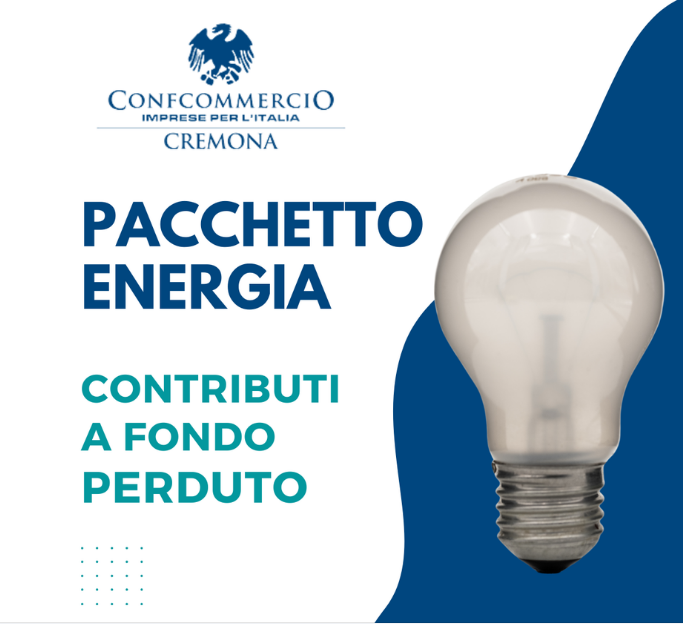 CONFCOMMERCIO
IMPRESE PER L'ITALIA
CREMONA
PACCHETTO
ENERGIA
CONTRIBUTI
A FONDO
PERDUTO